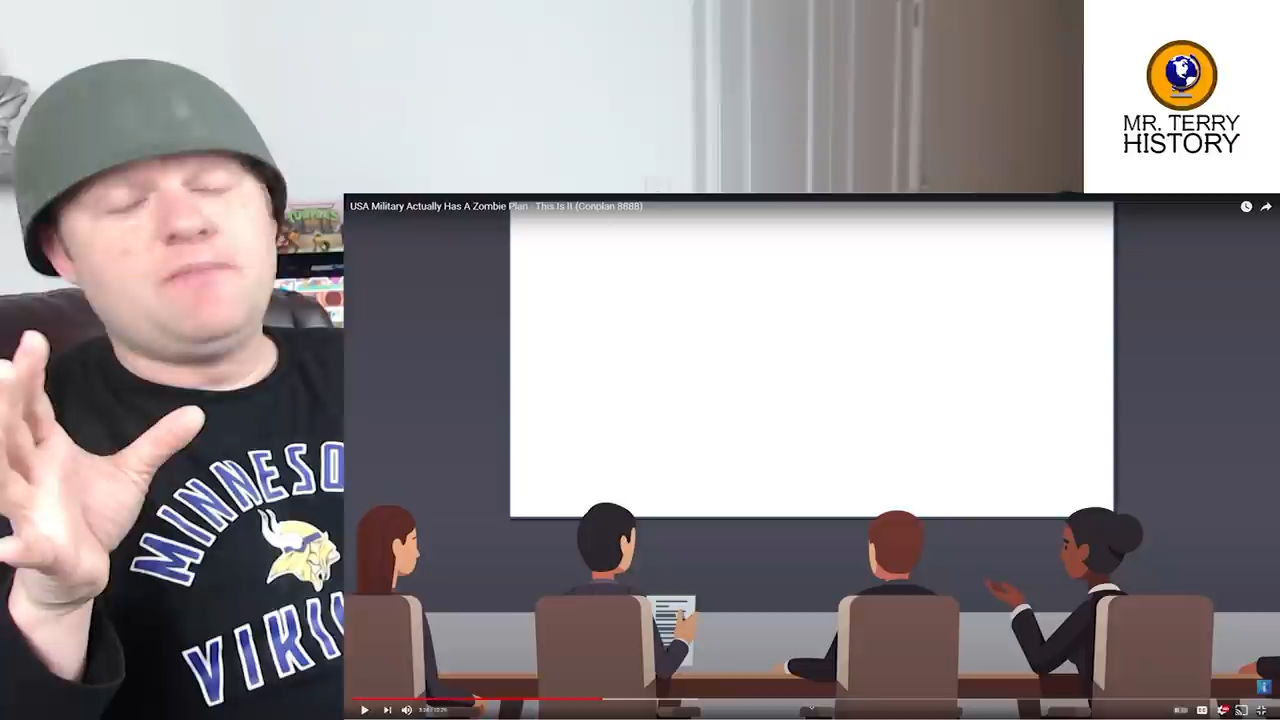 MR. TERRY
HISTORY
USA Military Actually Has A Zombie Plan - This Is It (Conplan 8888)
MINNESO
VIKI